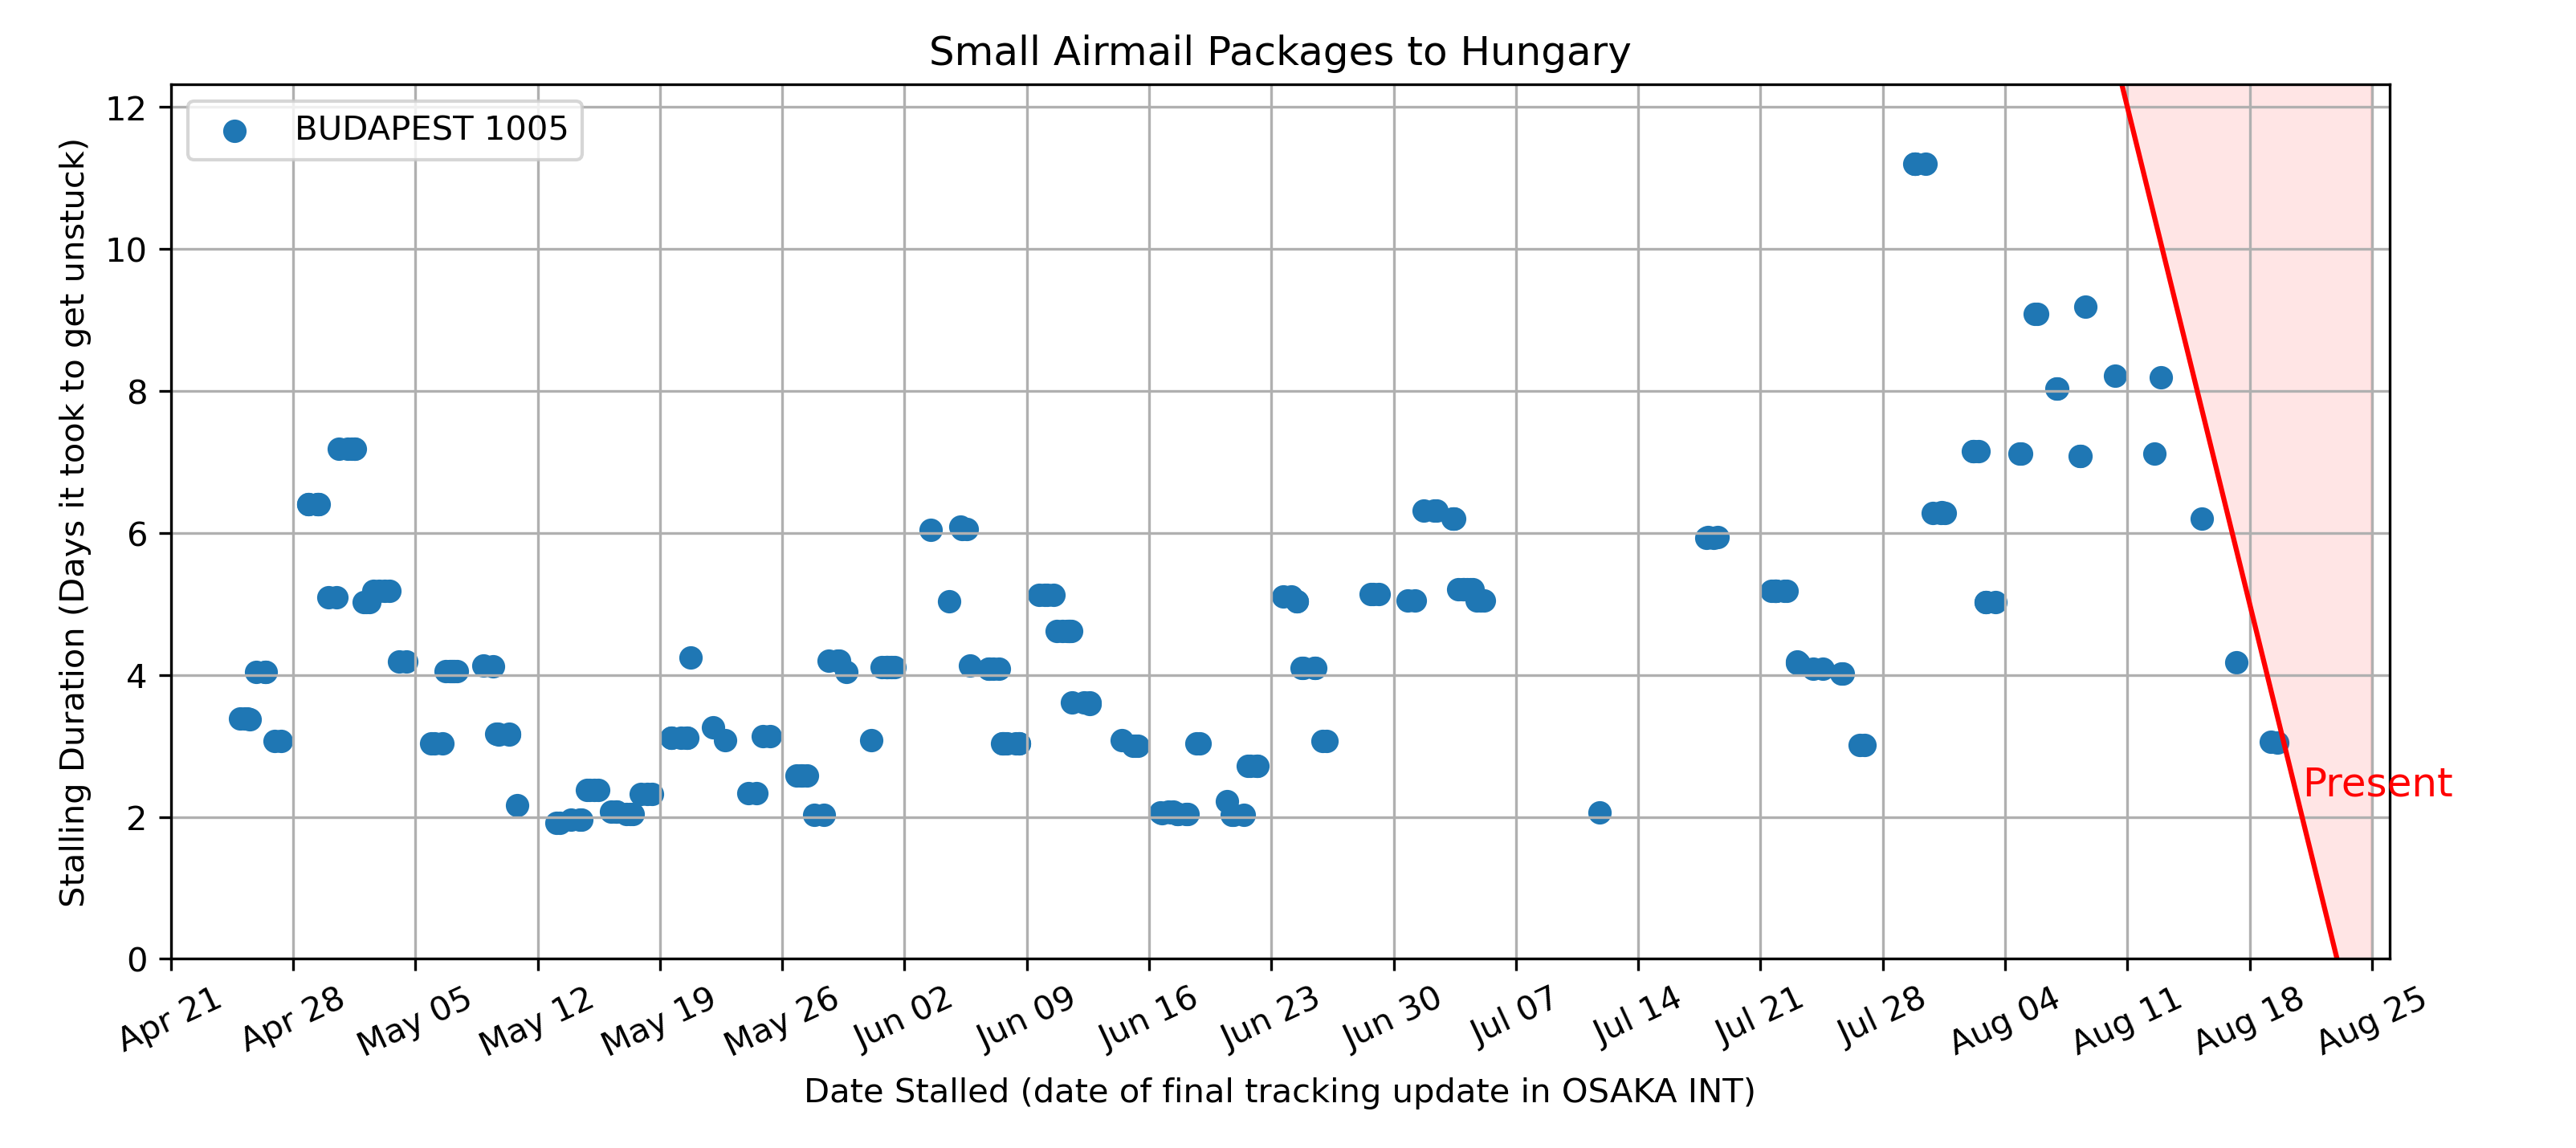 Small Airmail Packages to Hungary
BUDAPEST 1005
Stalling Duration (Days it took to get unstuck)
12
10
8
6
4
2
0
Present
Apr 21
Apr 28
May 05
May 12
May 19
May 26
Jun 02
Jun 09
Jun 16
Jun 23
Jun 30
Jul 07
Jul 14
Jul 21
Jul 28
Aug 04
Aug 11
Aug 18
Aug 25
Date Stalled (date of final tracking update in OSAKA INT)